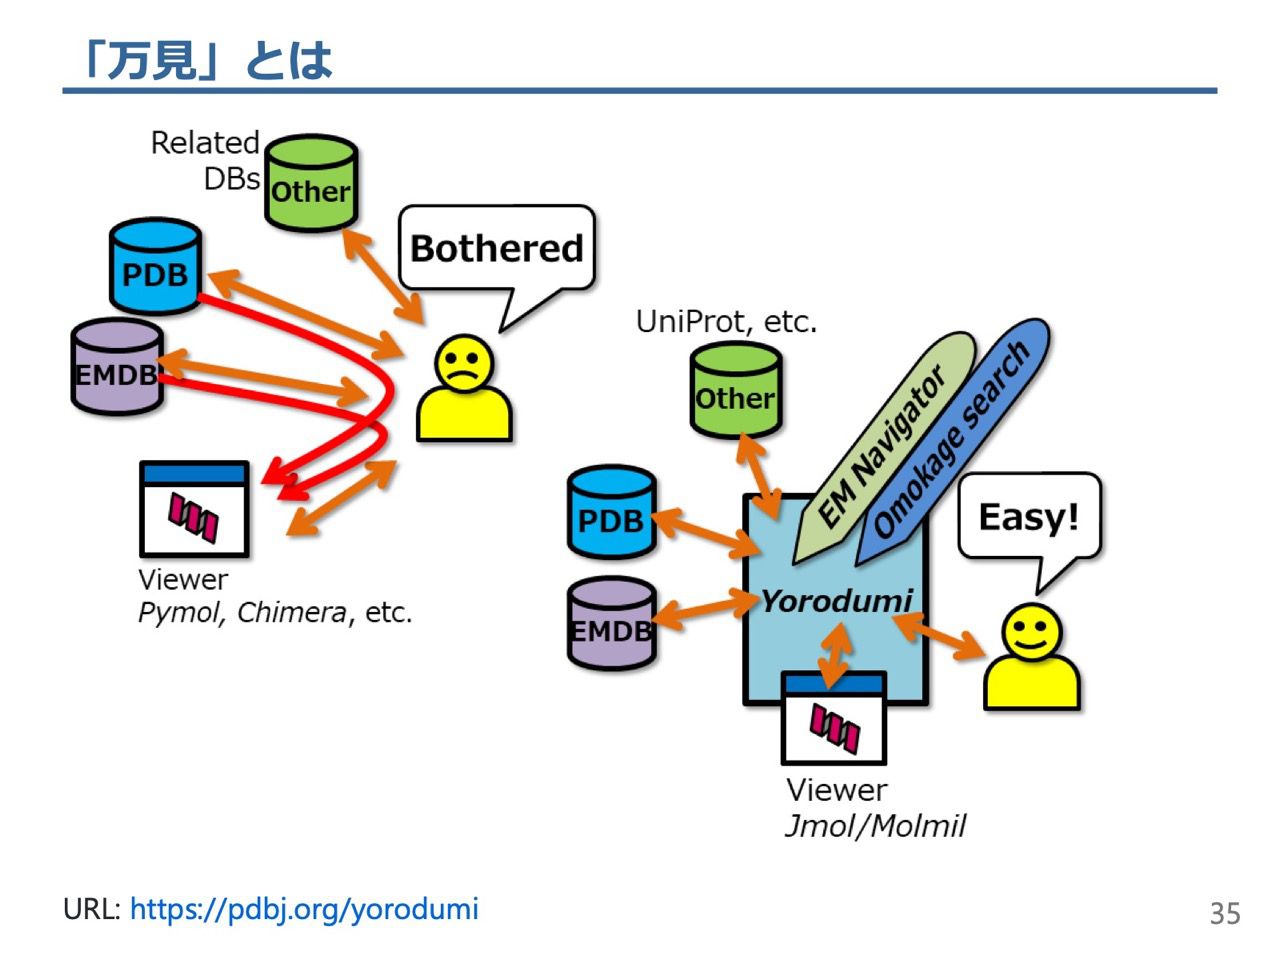 「万見」とは
Related
DBs
Other
PDB
EMDB
Bothered
Viewer
Pymol, Chimera, etc.
UniProt, etc.
Other
PDB
EMDB
EM Navigator
Omokage search
Yorodumi
Easy!
Viewer
Jmol/Molmil
URL: https://pdbj.org/yorodumi
35